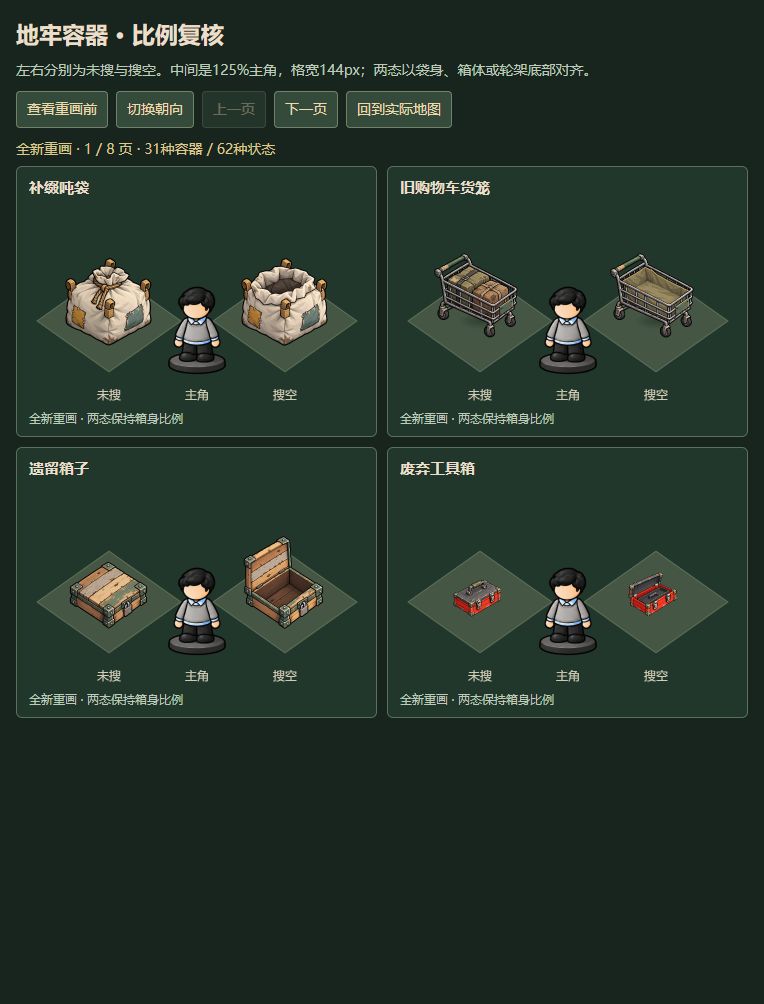 地牢容器 · 比例复核
左右分别为未搜与搜空。中间是125%主角，格宽144px；两态以袋身、箱体或轮架底部对齐。
查看重画前 切换朝向 上一页 下一页 回到实际地图
全新重画 · 1 / 8 页 · 31种容器 / 62种状态
补缀吨袋
未搜 主角 搜空
全新重画 · 两态保持箱身比例
旧购物车货笼
未搜 主角 搜空
全新重画 · 两态保持箱身比例
遗留箱子
未搜 主角 搜空
全新重画 · 两态保持箱身比例
废弃工具箱
未搜 主角 搜空
全新重画 · 两态保持箱身比例